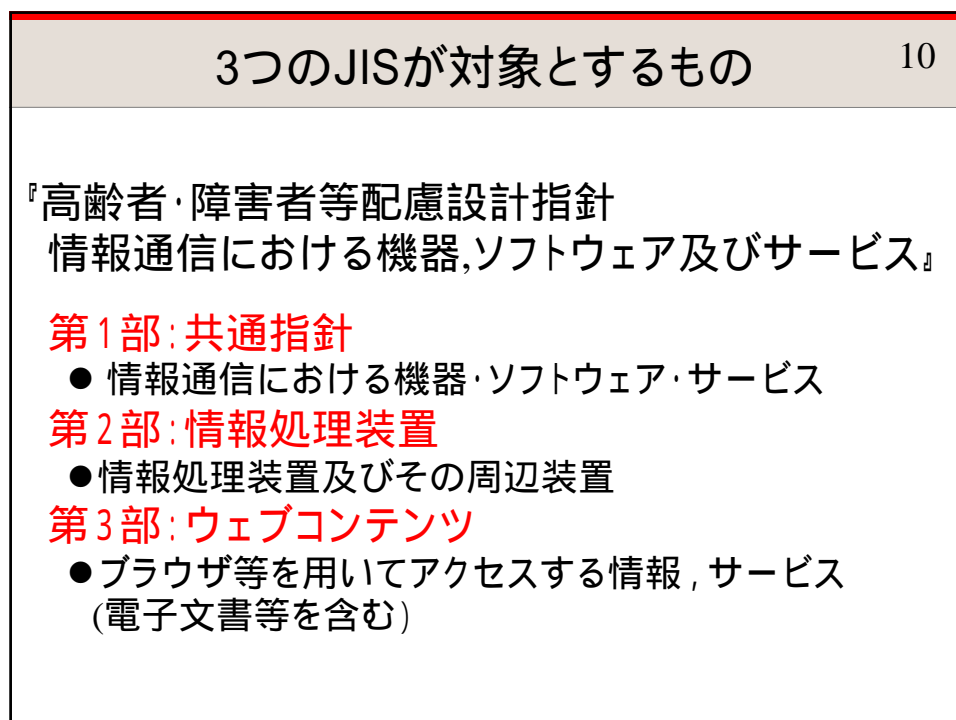 3つのJISが対象とするもの
10
『高齢者・障害者等配慮設計指針
情報通信における機器,ソフトウェア及びサービス』
第1部:共通指針
● 情報通信における機器・ソフトウェア・サービス
第2部:情報処理装置
●情報処理装置及びその周辺装置
第3部:ウェブコンテンツ
●ブラウザ等を用いてアクセスする情報,サービス
(電子文書等を含む)